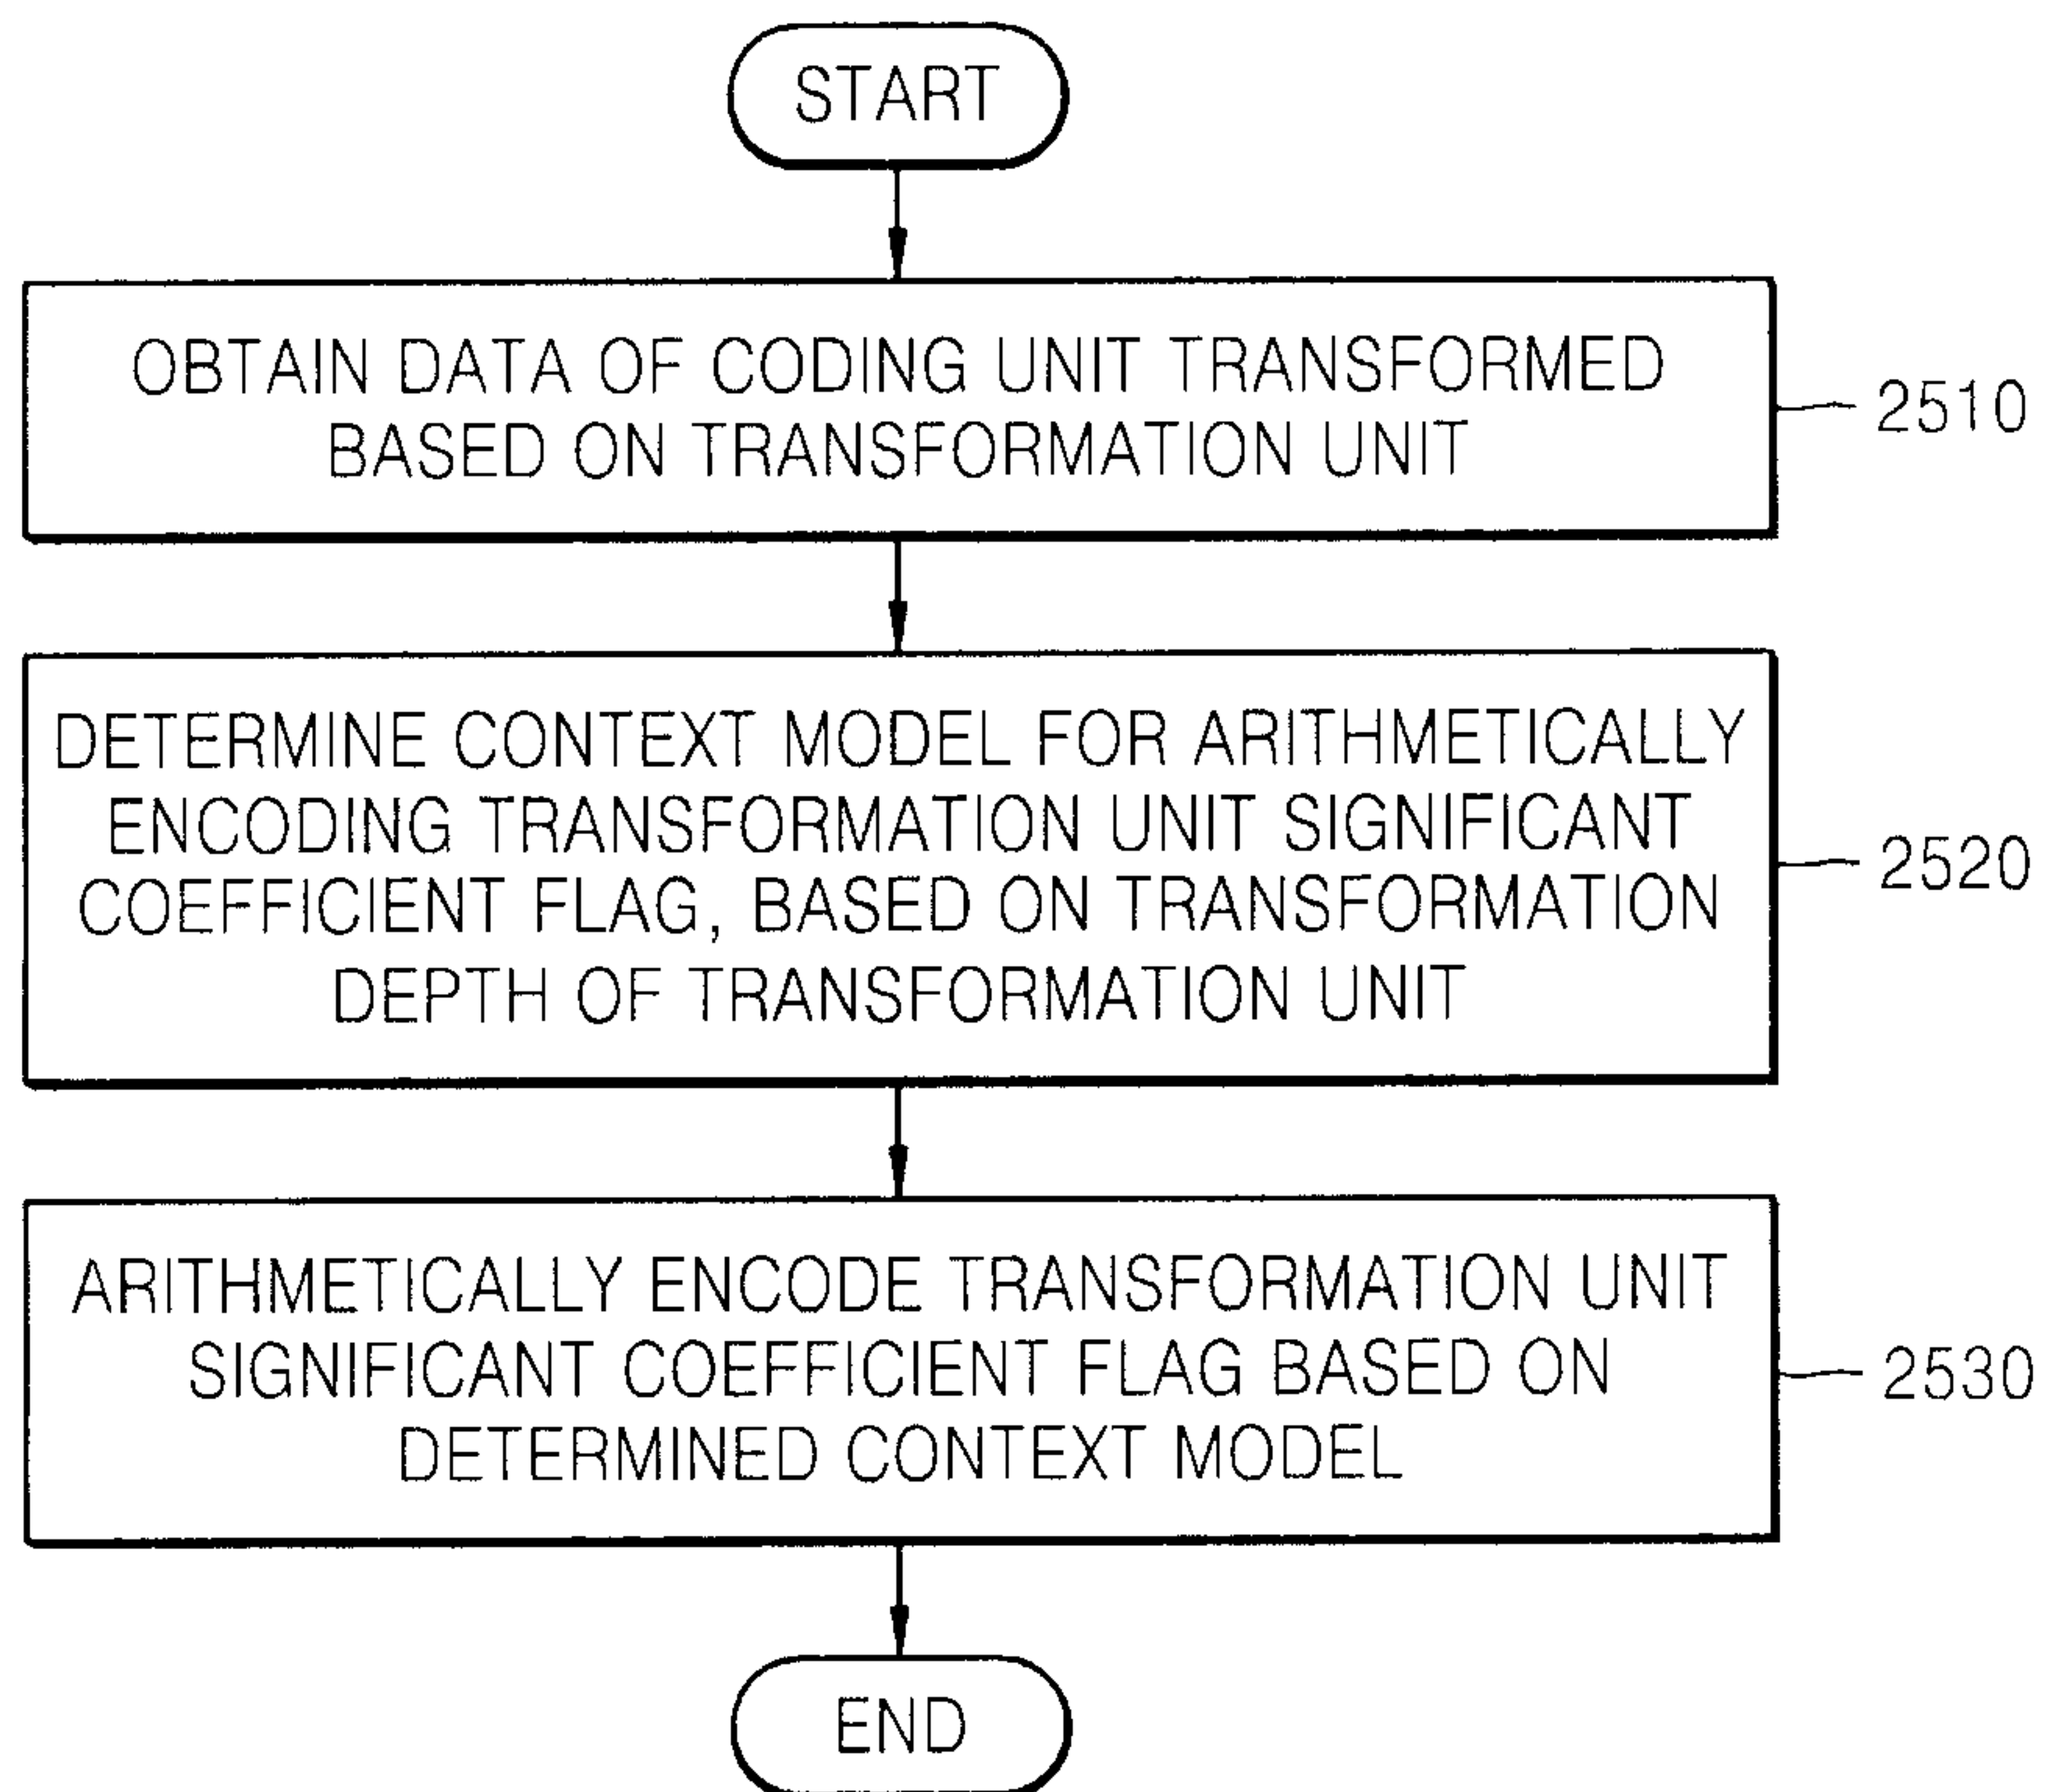 START
OBTAIN DATA OF CODING UNIT TRANSFORMED
BASED ON TRANSFORMATION UNIT
2510
DETERMINE CONTEXT MODEL FOR ARITHMETICALLY
ENCODING TRANSFORMATION UNIT SIGNIFICANT
COEFFICIENT FLAG, BASED ON TRANSFORMATION
DEPTH OF TRANSFORMATION UNIT
2520
ARITHMETICALLY ENCODE TRANSFORMATION UNIT
SIGNIFICANT COEFFICIENT FLAG BASED ON
DETERMINED CONTEXT MODEL
2530
END